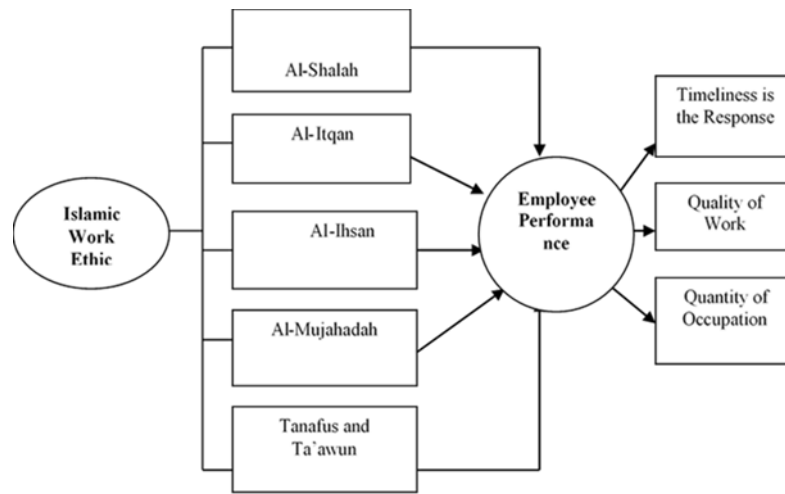 Al-Shalah
Al-Itqan
Al-Ihsan
Al-Mujahadah
Tanafus and
Ta`awun
Islamic
Work
Ethic
Employee
Performa
nce
Timeliness is
the Response
Quality of
Work
Quantity of
Occupation